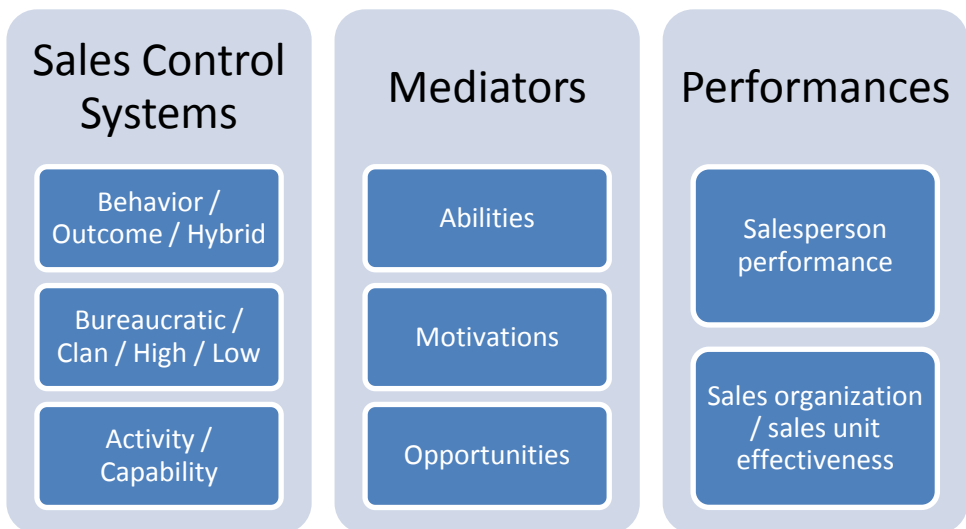 Sales Control
Systems
Behavior /
Outcome / Hybrid
Bureaucratic /
Clan / High / Low
Activity /
Capability
Mediators
Abilities
Motivations
Opportunities
Performances
Salesperson
performance
Sales organization
/ sales unit
effectiveness